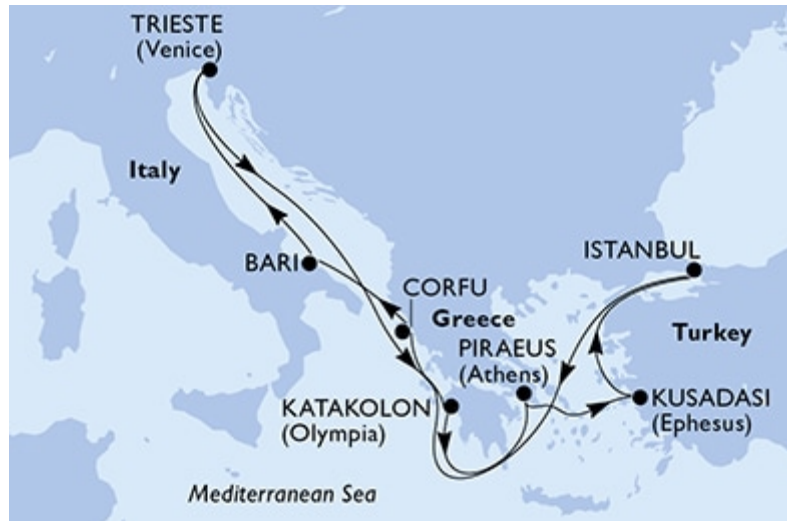 TRIESTE
(Venice)
Italy
BARI
ISTANBUL
CORFU
Greece
Turkey
PIRAEUS
(Athens)
KATAKOLON
(Olympia)
KUSADASI
(Ephesus)
Mediterranean Sea